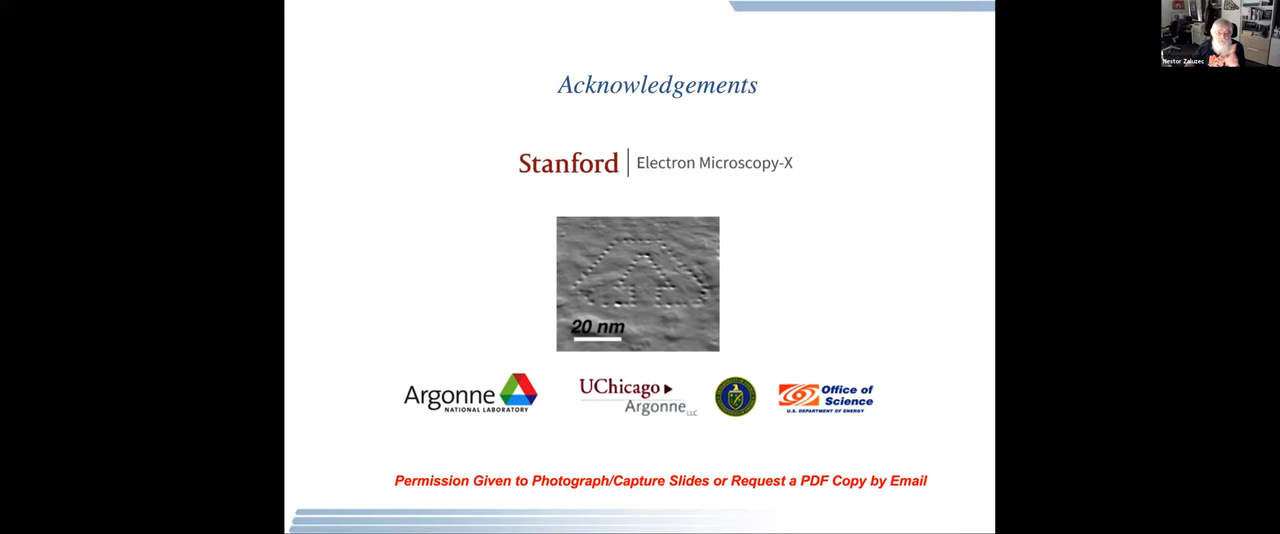 Nestor Zaluzec
Acknowledgements
Stanford | Electron Microscopy-X
20 nm
Argonne
NATIONAL LABORATORY
UChicago
Argonne LLC
Office of
Science
U.S. DEPARTMENT OF ENERGY
Permission Given to Photograph/Capture Slides or Request a PDF Copy by Email